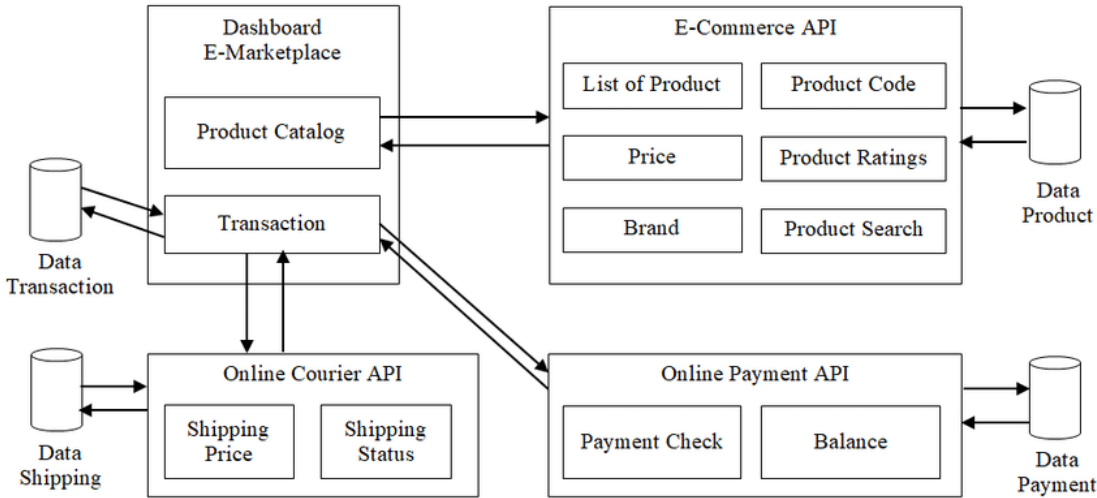 Dashboard
E-Marketplace
Product Catalog
Transaction
E-Commerce API
List of Product
Product Code
Price
Product Ratings
Brand
Product Search
Data
Product
Data
Transaction
Online Courier API
Shipping
Price
Shipping
Status
Data
Shipping
Online Payment API
Payment Check
Balance
Data
Payment